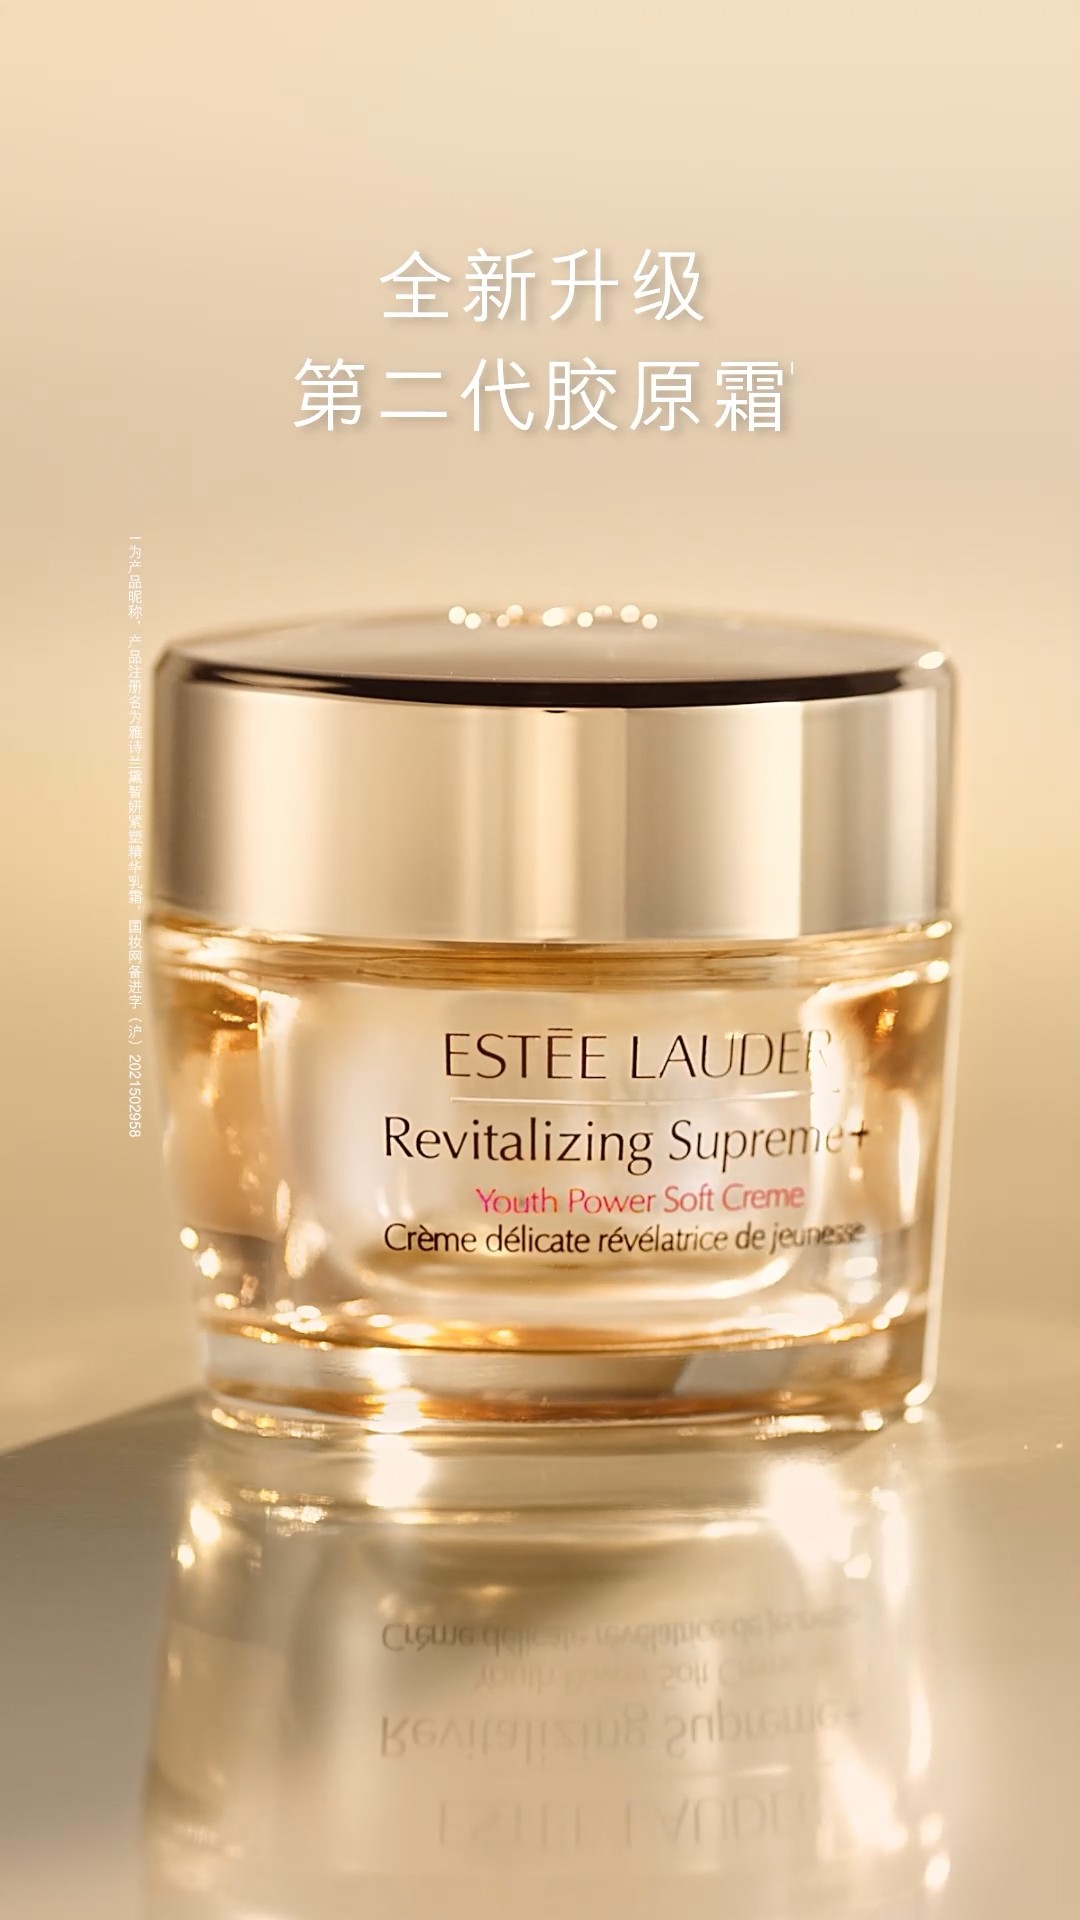 全新升级
第二代胶原霜¹
1为产品昵称,产品注册名为雅诗兰黛智妍紧塑精华乳霜,国妆网备进字(沪)2021502958
ESTĒE LAUDER
Revitalizing Supreme+
Youth Power Soft Creme
Crème délicate révélatrice de jeunesse